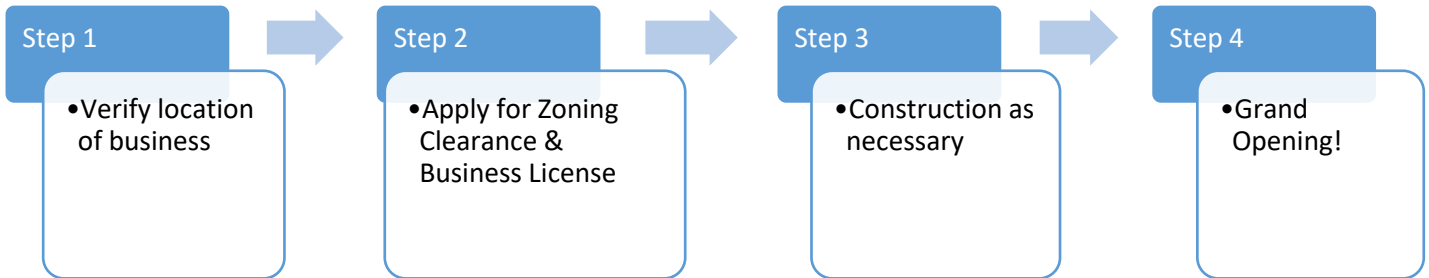 Step 1
•Verify location
of business
Step 2
•Apply for Zoning
Clearance &
Business License
Step 3
•Construction as
necessary
Step 4
•Grand
Opening!